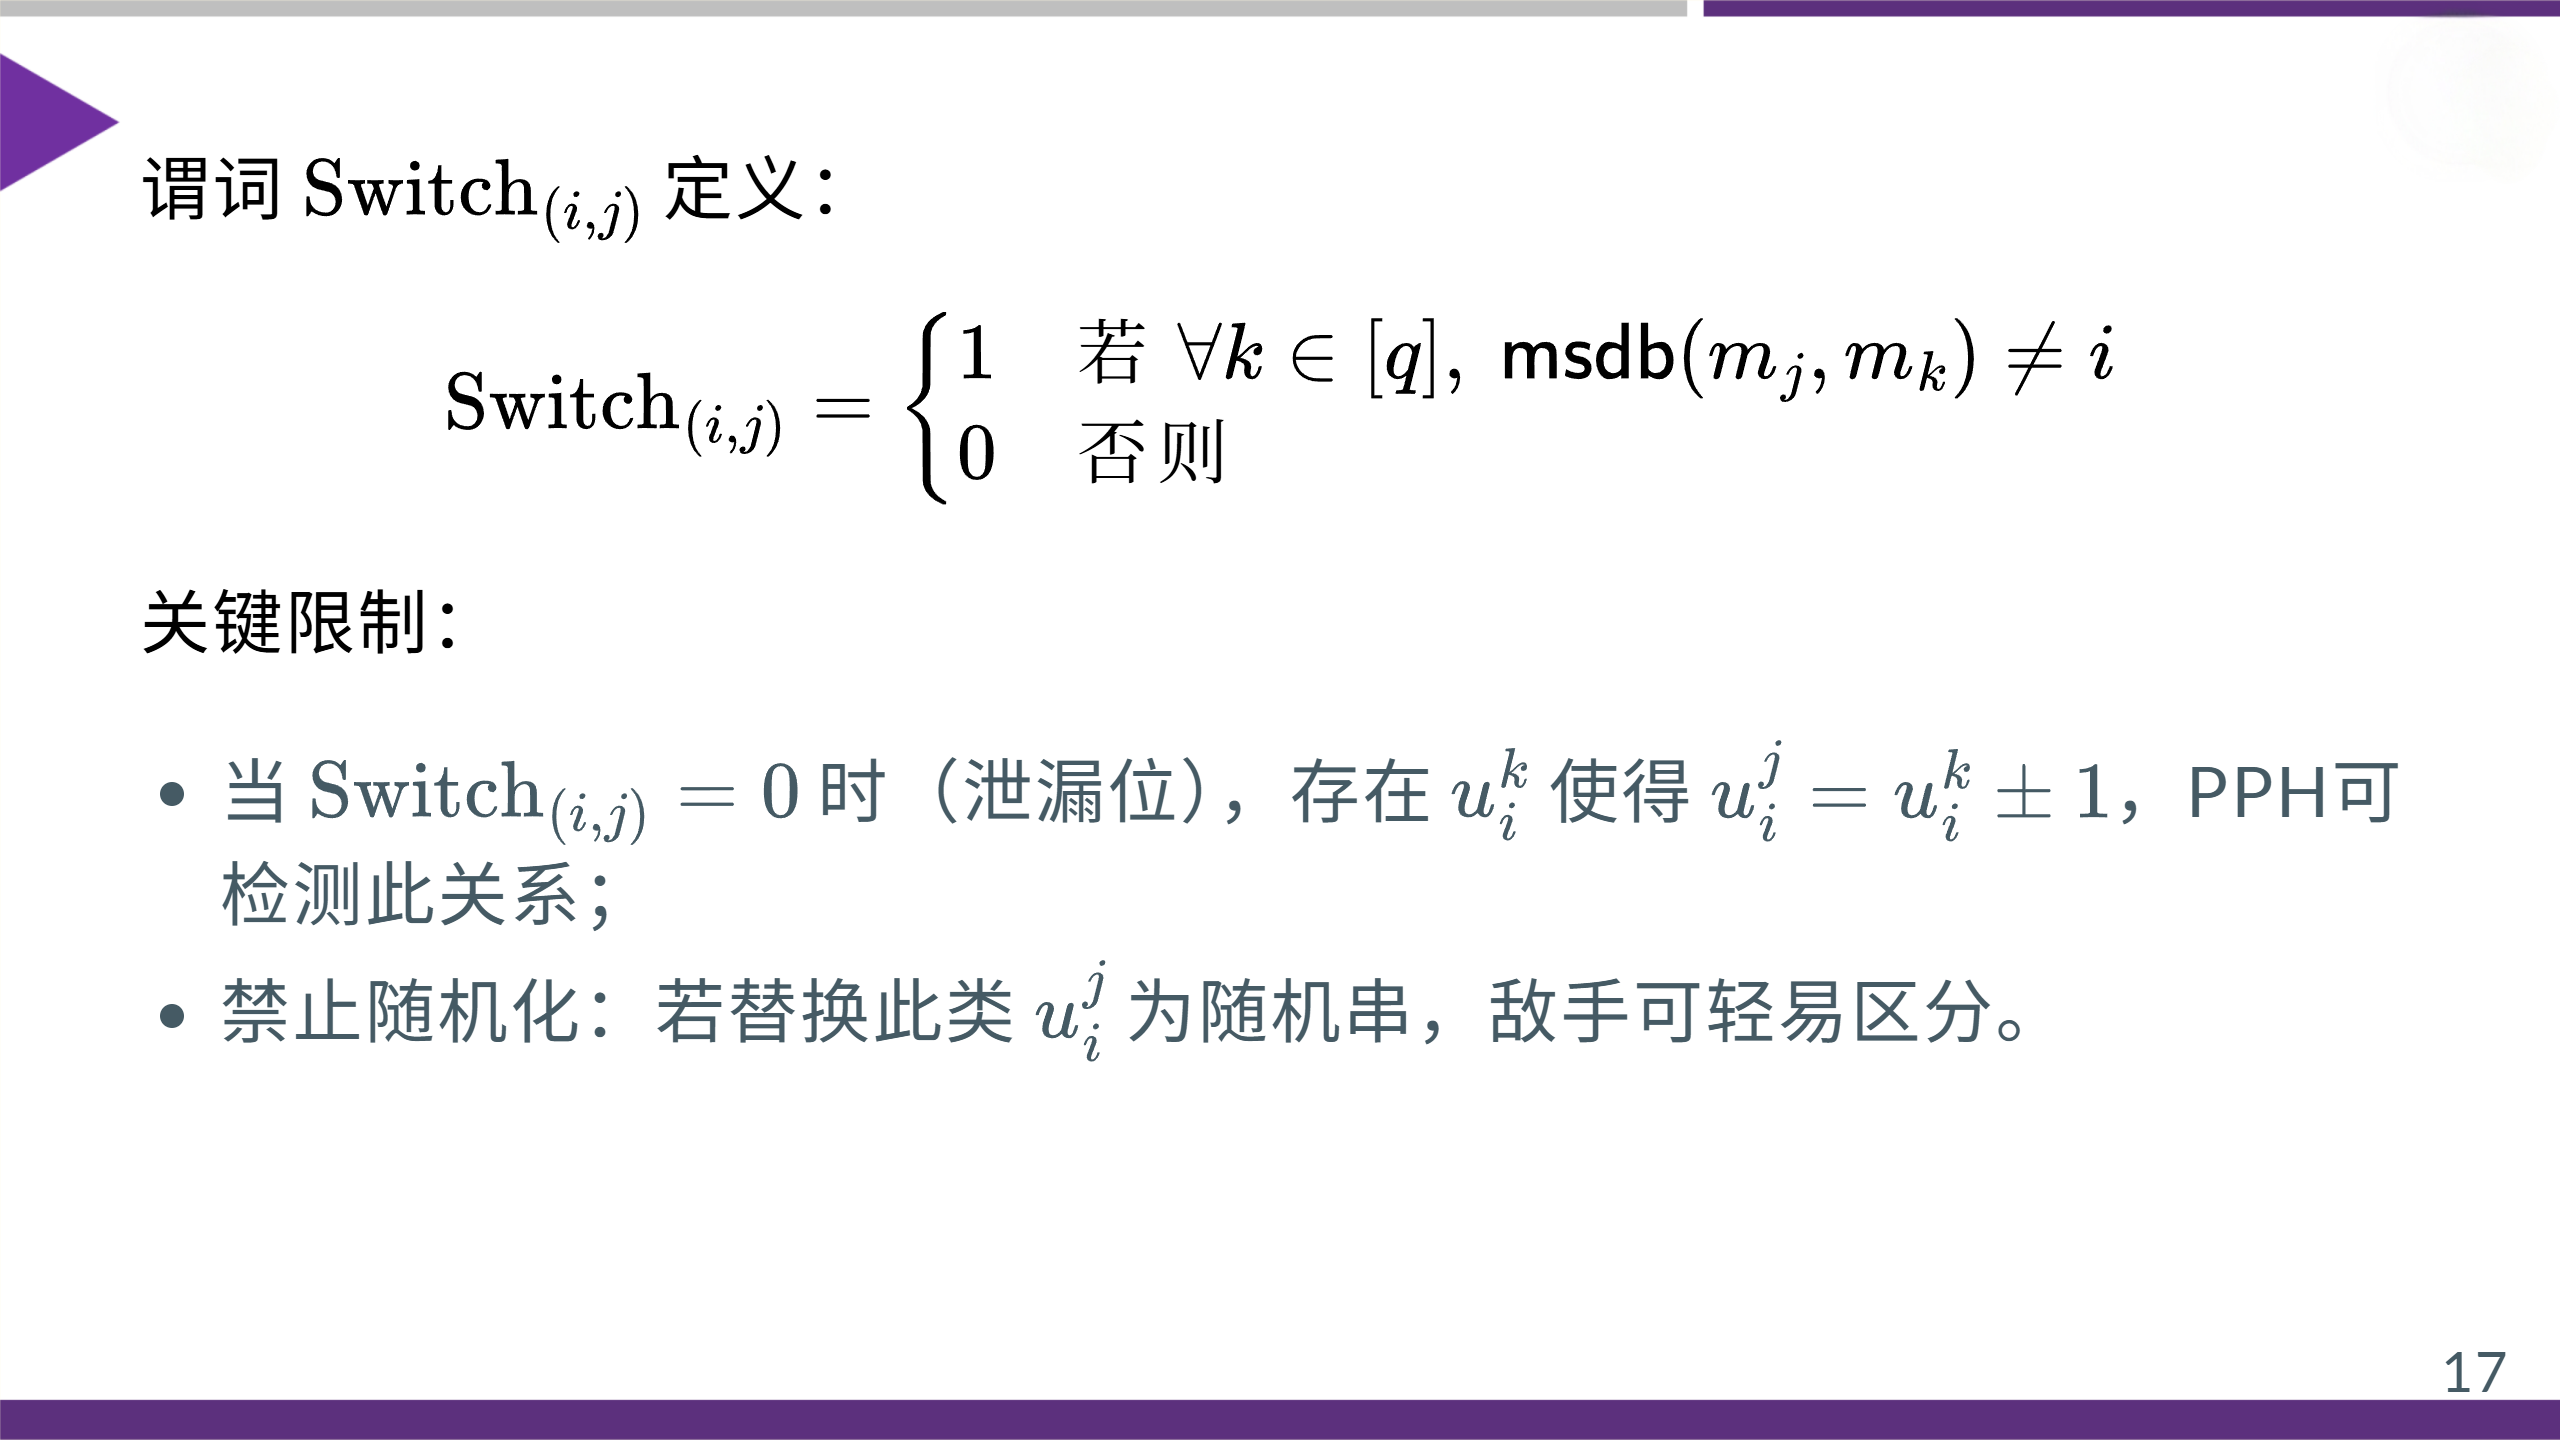 谓词 Switch₍ᵢ,ⱼ₎ 定义：
Switch_{(i,j)} = { 1 若 ∀k ∈ [q], msdb(m_j, m_k) ≠ i
0 否则
关键限制：
• 当 Switch_{(i,j)} = 0 时（泄漏位），存在 u_i^k 使得 u_i^j = u_i^k ± 1，PPH可
检测此关系；
• 禁止随机化：若替换此类 u_i^j 为随机串，敌手可轻易区分。
17